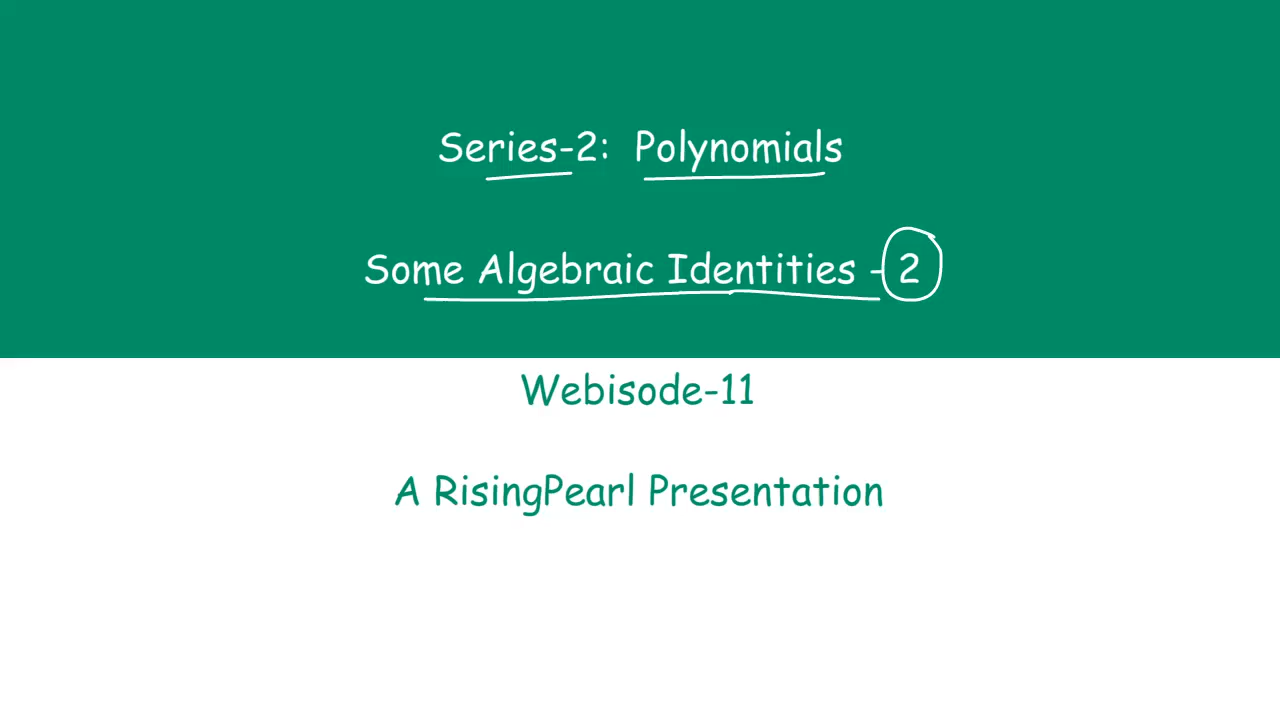 Series-2: Polynomials
Some Algebraic Identities - 2
Webisode-11
A RisingPearl Presentation